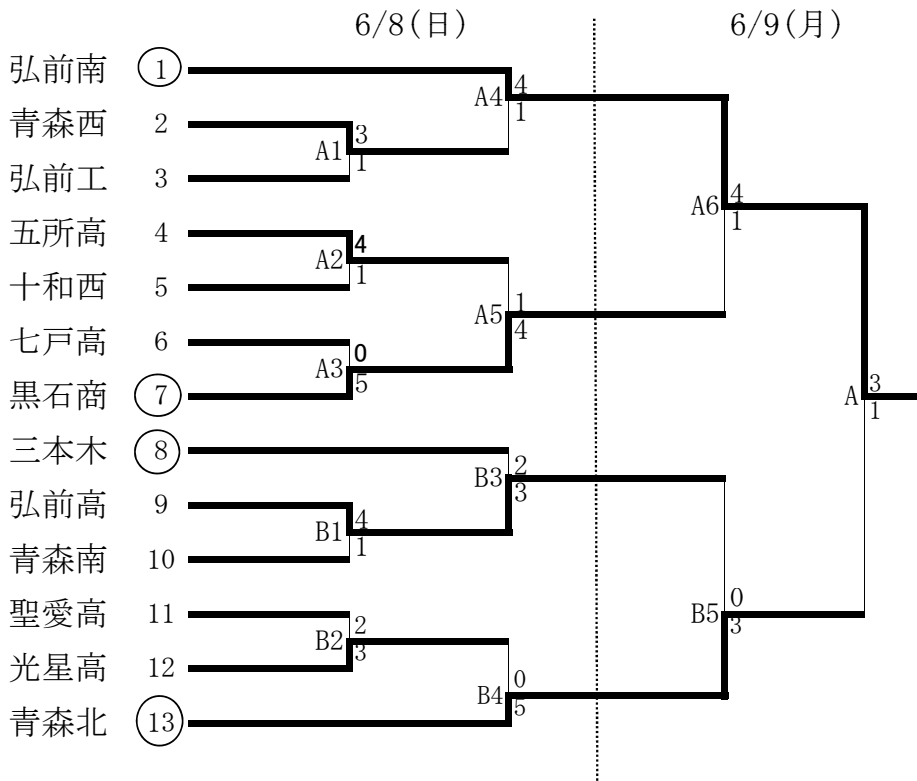 6/8(日) 6/9(月)
弘前南 1
4
A4
1
青森西 2
3
A1
1
弘前工 3
4
A6
1
五所高 4
4
A2
1
十和西 5
1
A5
4
七戸高 6
0
A3
5
黒石商 7
3
A
1
三本木 8
2
B3
3
弘前高 9
4
B1
1
青森南 10
聖愛高 11
0
B5
3
2
B2
3
光星高 12
0
B4
5
青森北 13